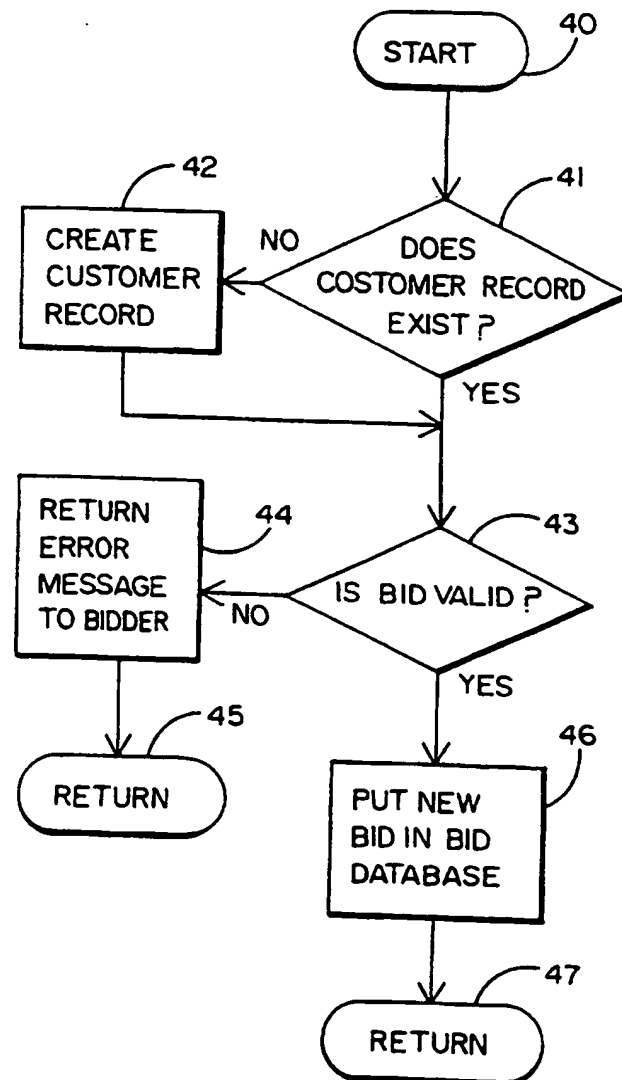 40
START
41
42
CREATE
CUSTOMER
RECORD
NO
DOES
COSTOMER RECORD
EXIST?
YES
RETURN
ERROR
MESSAGE
TO BIDDER
44
43
NO
IS BID VALID?
YES
45
RETURN
46
PUT NEW
BID IN BID
DATABASE
47
RETURN